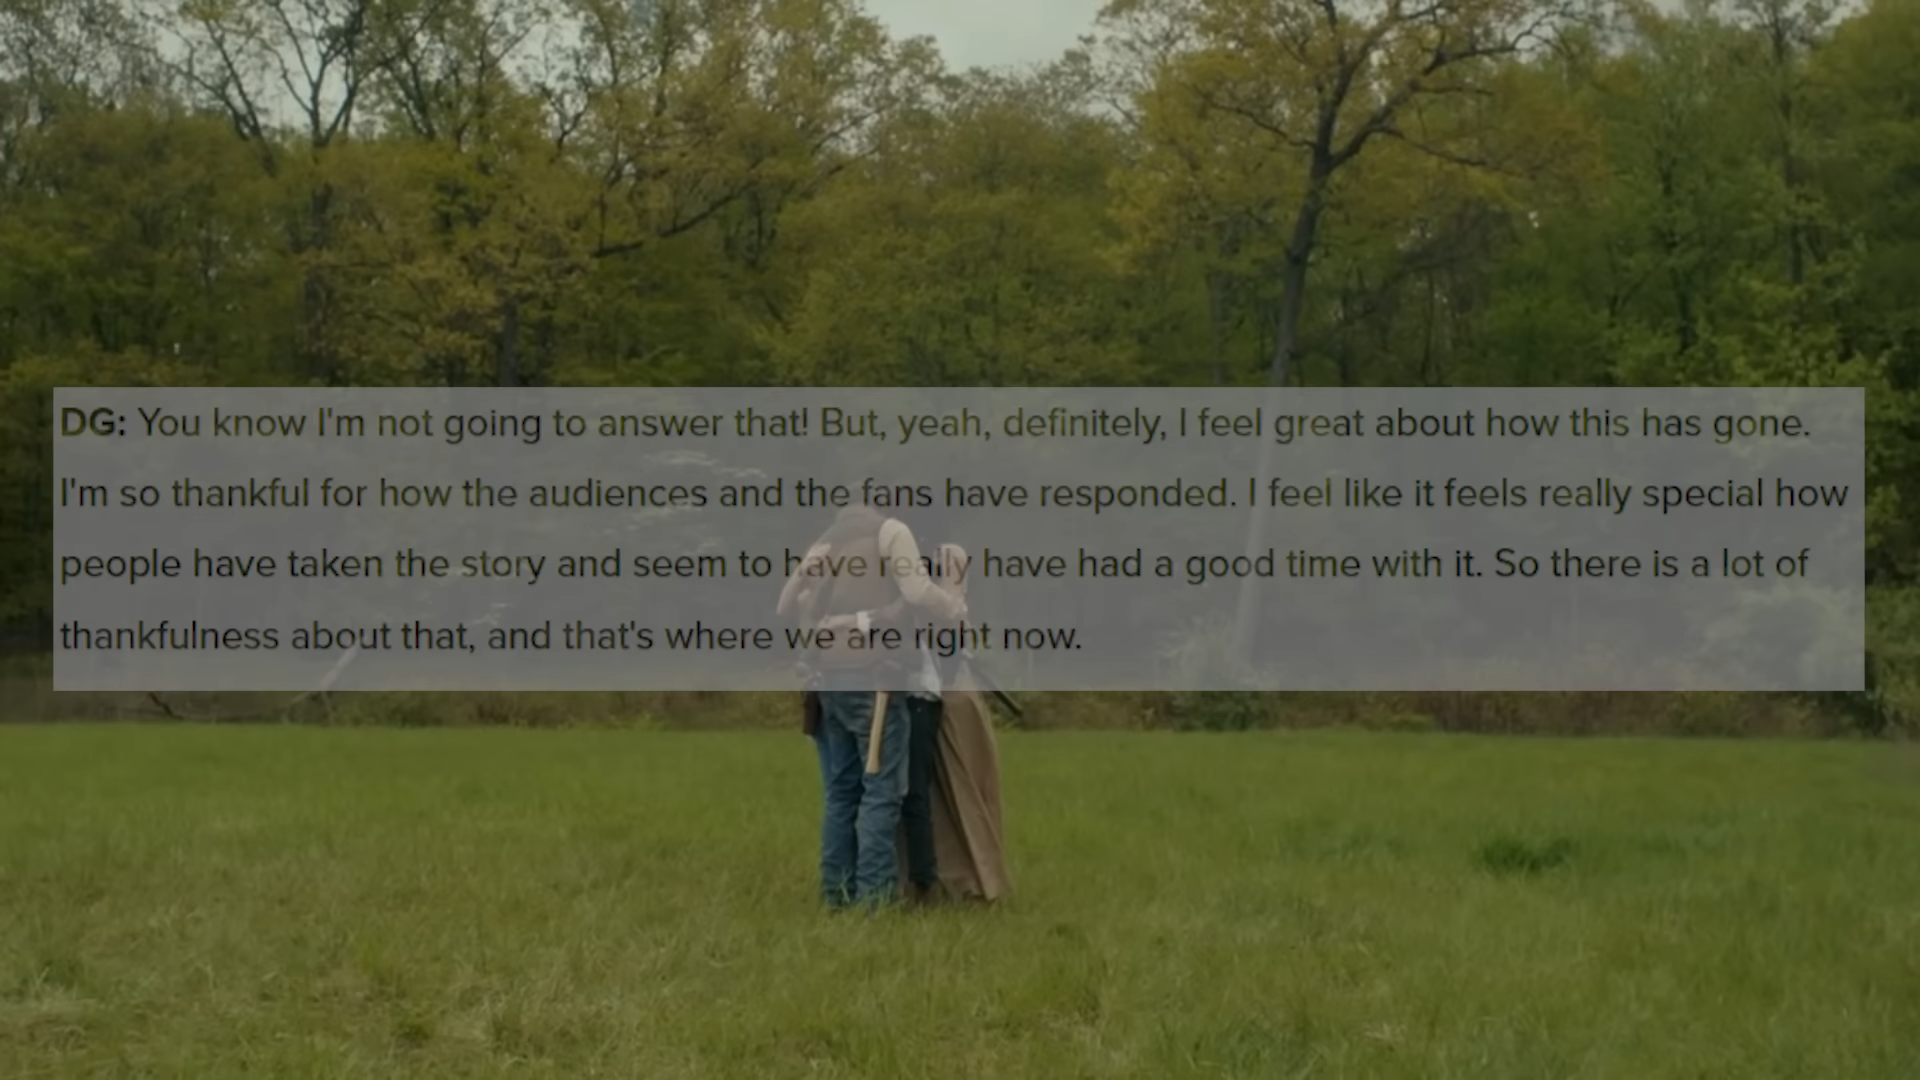 DG: You know I'm not going to answer that! But, yeah, definitely, I feel great about how this has gone.
I'm so thankful for how the audiences and the fans have responded. I feel like it feels really special how
people have taken the story and seem to have really have had a good time with it. So there is a lot of
thankfulness about that, and that's where we are right now.